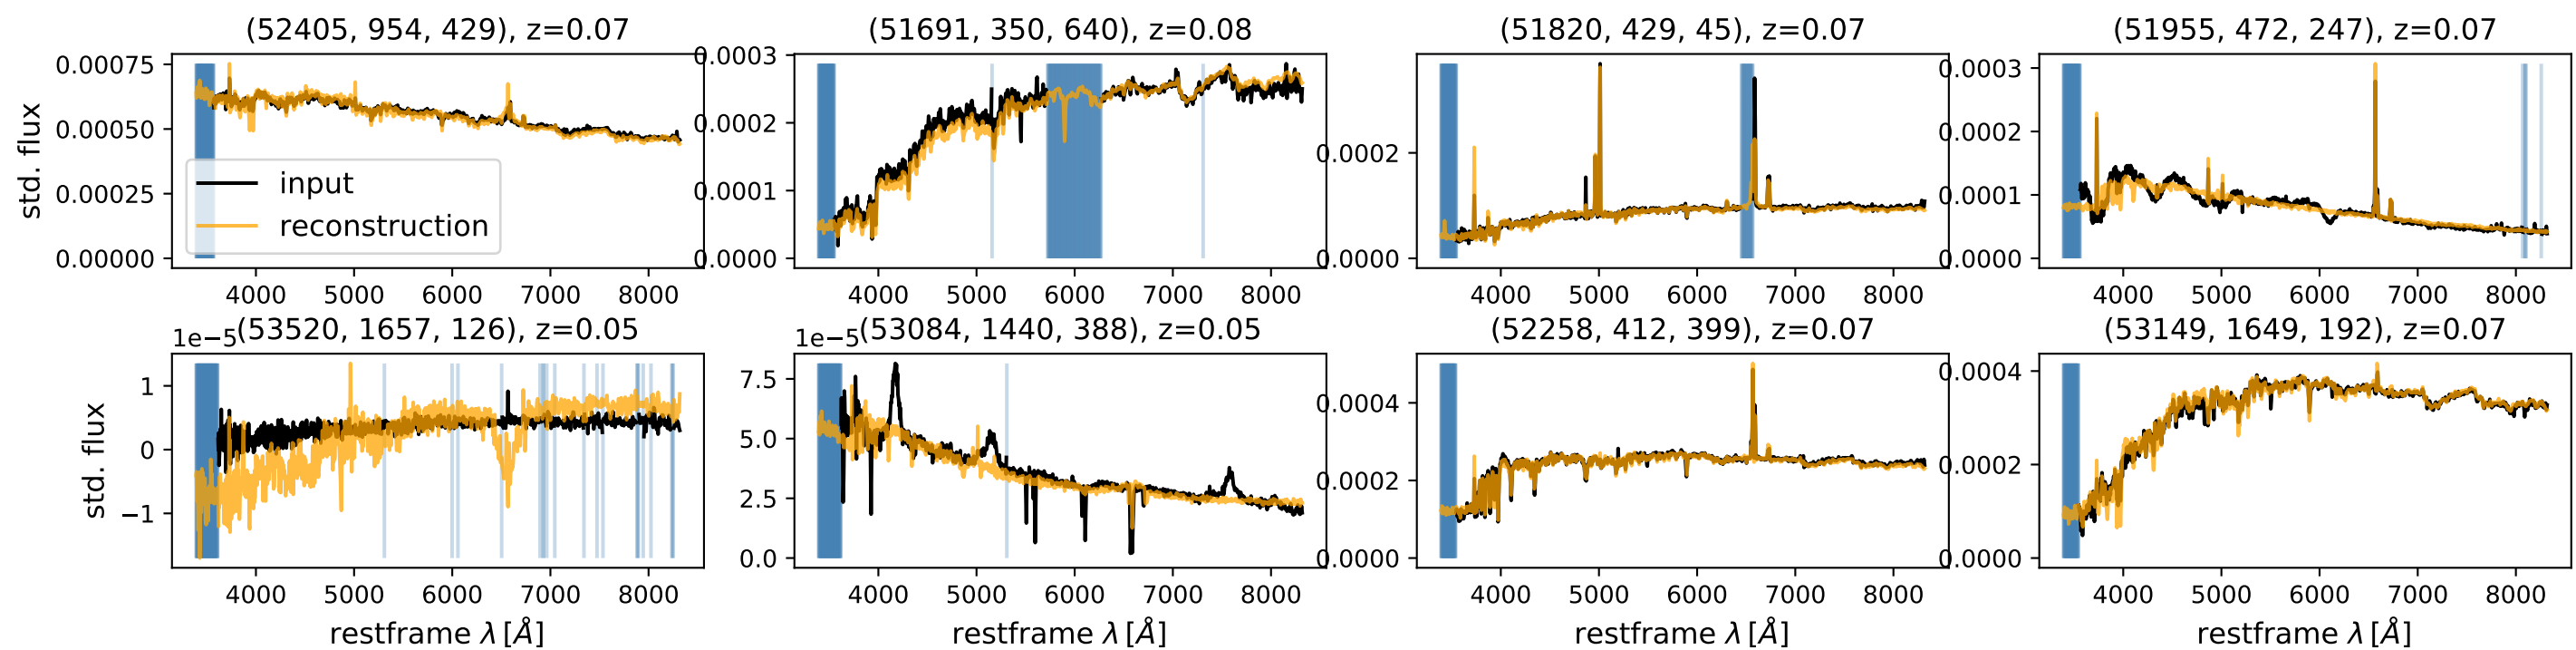 (52405, 954, 429), z=0.07
(51691, 350, 640), z=0.08
(51820, 429, 45), z=0.07
(51955, 472, 247), z=0.07
std. flux
0.00075
0.00050
0.00025
0.00000
input
reconstruction
4000 5000 6000 7000 8000
0.0003
0.0002
0.0001
0.0000
4000 5000 6000 7000 8000
0.0002
0.0000
4000 5000 6000 7000 8000
0.0003
0.0002
0.0001
0.0000
4000 5000 6000 7000 8000
1e−5
(53520, 1657, 126), z=0.05
1e−5
(53084, 1440, 388), z=0.05
(52258, 412, 399), z=0.07
(53149, 1649, 192), z=0.07
std. flux
1
0
−1
4000 5000 6000 7000 8000
restframe λ [Å]
7.5
5.0
2.5
0.0
4000 5000 6000 7000 8000
restframe λ [Å]
0.0004
0.0002
0.0000
4000 5000 6000 7000 8000
restframe λ [Å]
0.0004
0.0002
0.0000
4000 5000 6000 7000 8000
restframe λ [Å]